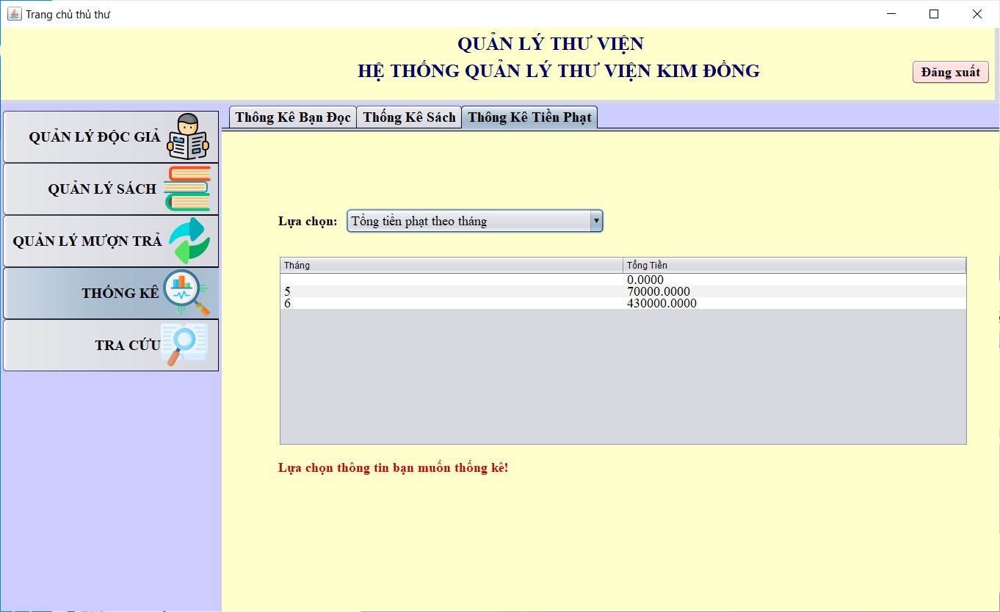 Trang chủ thủ thư
QUẢN LÝ THƯ VIỆN
HỆ THỐNG QUẢN LÝ THƯ VIỆN KIM ĐỒNG
Đăng xuất
QUẢN LÝ ĐỘC GIẢ
QUẢN LÝ SÁCH
QUẢN LÝ MƯỢN TRẢ
THỐNG KÊ
TRA CỨU
Thông Kê Bạn Đọc Thống Kê Sách Thông Kê Tiền Phạt
Lựa chọn: Tổng tiền phạt theo tháng
Tháng Tổng Tiền
0.0000
5 70000.0000
6 430000.0000
Lựa chọn thông tin bạn muốn thống kê!